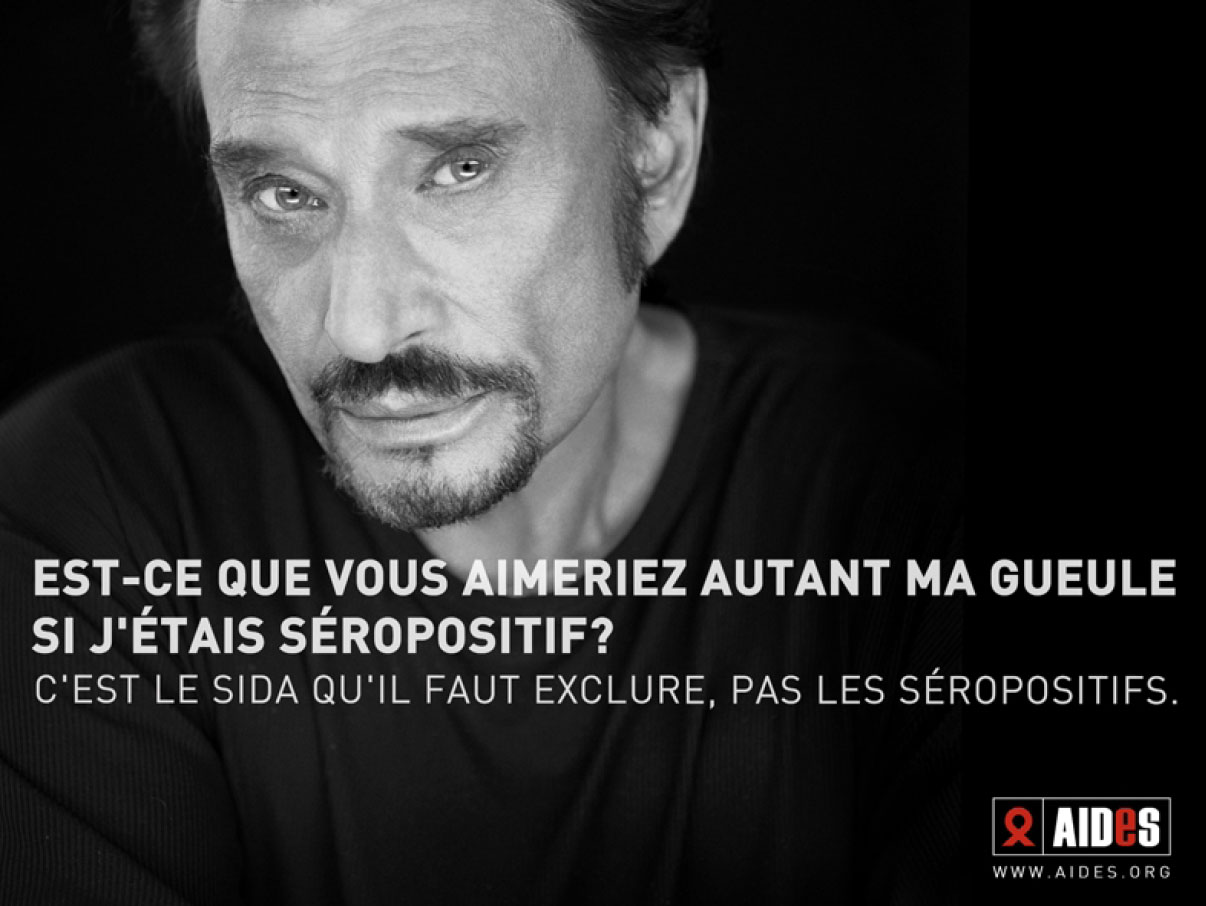 EST-CE QUE VOUS AIMERIEZ AUTANT MA GUEULE
SI J'ÉTAIS SÉROPOSITIF?
C'EST LE SIDA QU'IL FAUT EXCLURE, PAS LES SÉROPOSITIFS.
AIDeS
WWW.AIDES.ORG